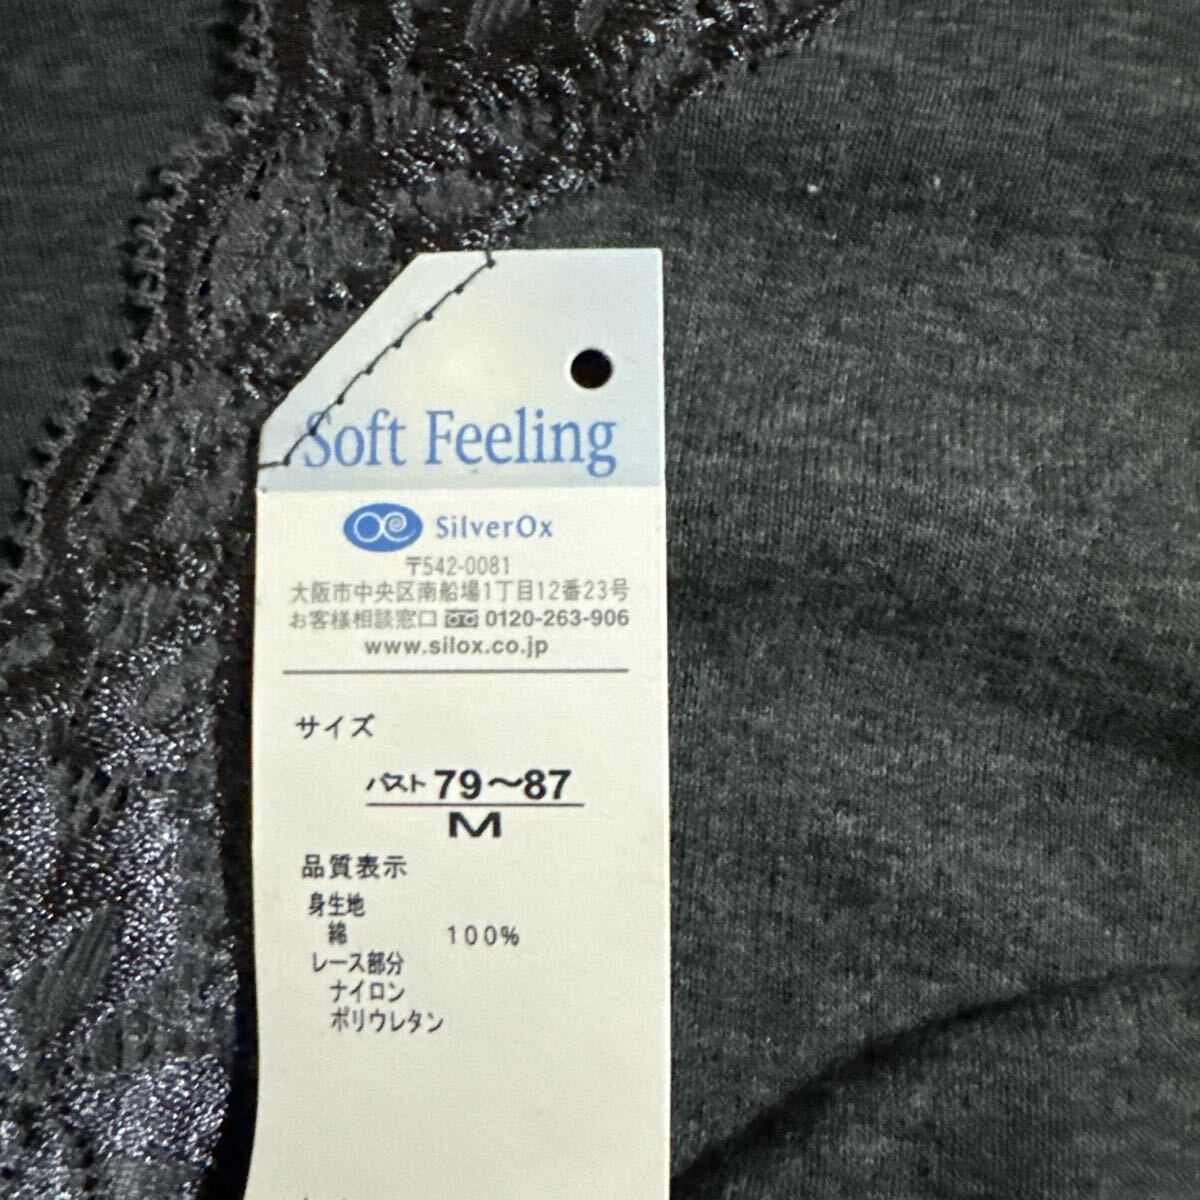 Soft Feeling
SilverOx
〒542-0081
大阪市中央区南船場1丁目12番23号
お客様相談窓口 0120-263-906
www.silox.co.jp
サイズ
バスト 79〜87
M
品質表示
身生地
綿 100%
レース部分
ナイロン
ポリウレタン